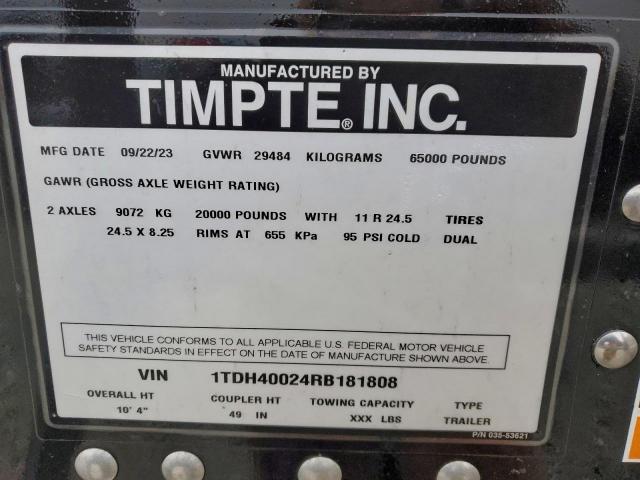 MANUFACTURED BY
TIMPTE® INC.
MFG DATE 09/22/23 GVWR 29484 KILOGRAMS 65000 POUNDS
GAWR (GROSS AXLE WEIGHT RATING)
2 AXLES 9072 KG 20000 POUNDS WITH 11 R 24.5 TIRES
24.5 X 8.25 RIMS AT 655 KPa 95 PSI COLD DUAL
THIS VEHICLE CONFORMS TO ALL APPLICABLE U.S. FEDERAL MOTOR VEHICLE
SAFETY STANDARDS IN EFFECT ON THE DATE OF MANUFACTURE SHOWN ABOVE.
VIN 1TDH40024RB181808
OVERALL HT COUPLER HT TOWING CAPACITY TYPE
10' 4" 49 IN XXX LBS TRAILER
P/N 035-53621